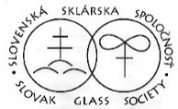 SLOVENSKÁ SKLÁRSKA SPOLOČNOSŤ
SLOVAK GLASS SOCIETY